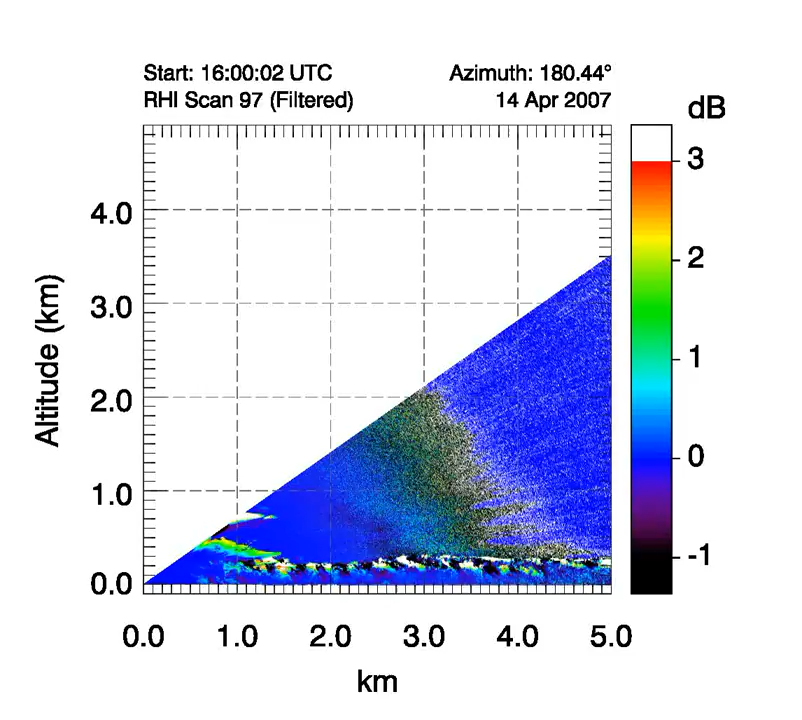 Start: 16:00:02 UTC
Azimuth: 180.44°
RHI Scan 97 (Filtered)
14 Apr 2007
dB
3
2
1
0
-1
4.0
3.0
2.0
1.0
0.0
Altitude (km)
0.0 1.0 2.0 3.0 4.0 5.0
km